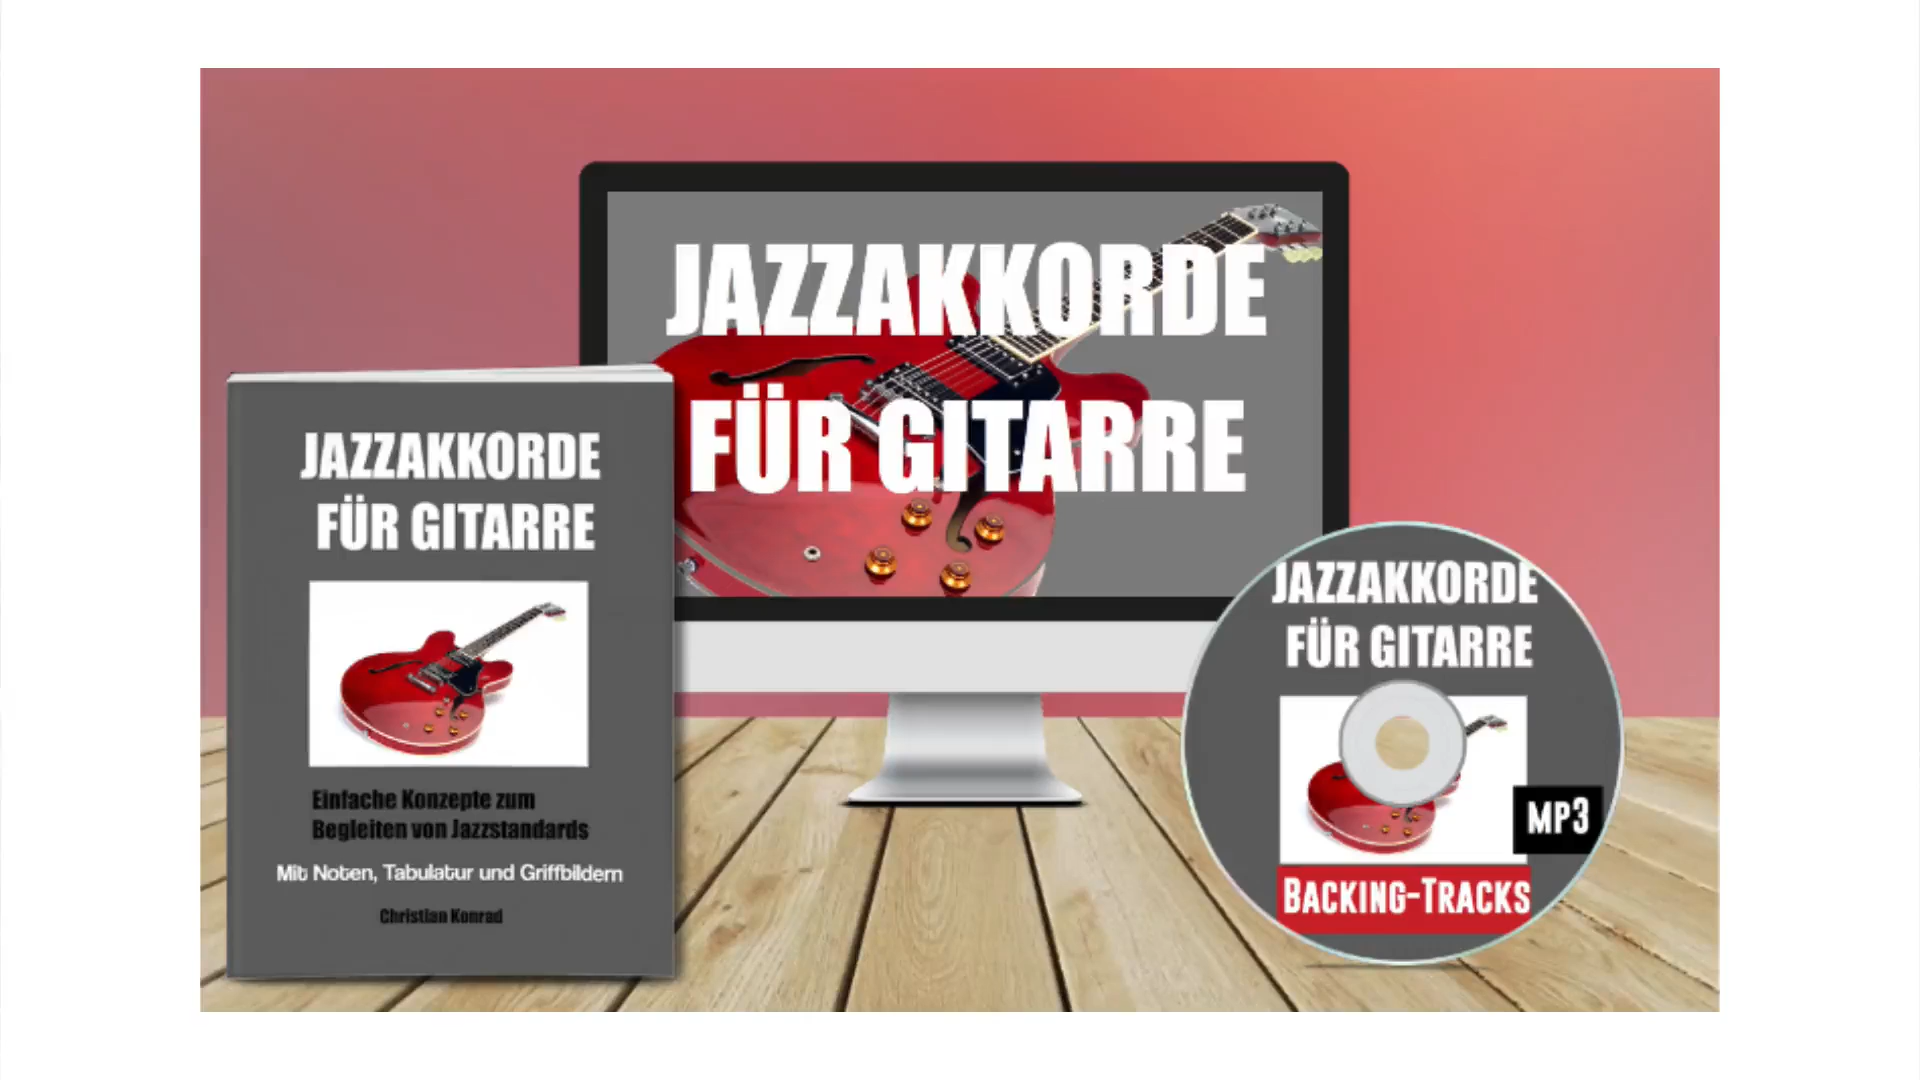 JAZZAKKORDE
FÜR GITARRE
JAZZAKKORDE
FÜR GITARRE
Einfache Konzepte zum
Begleiten von Jazzstandards
Mit Noten, Tabulatur und Griffbildern
Christian Konrad
JAZZAKKORDE
FÜR GITARRE
MP3
BACKING-TRACKS